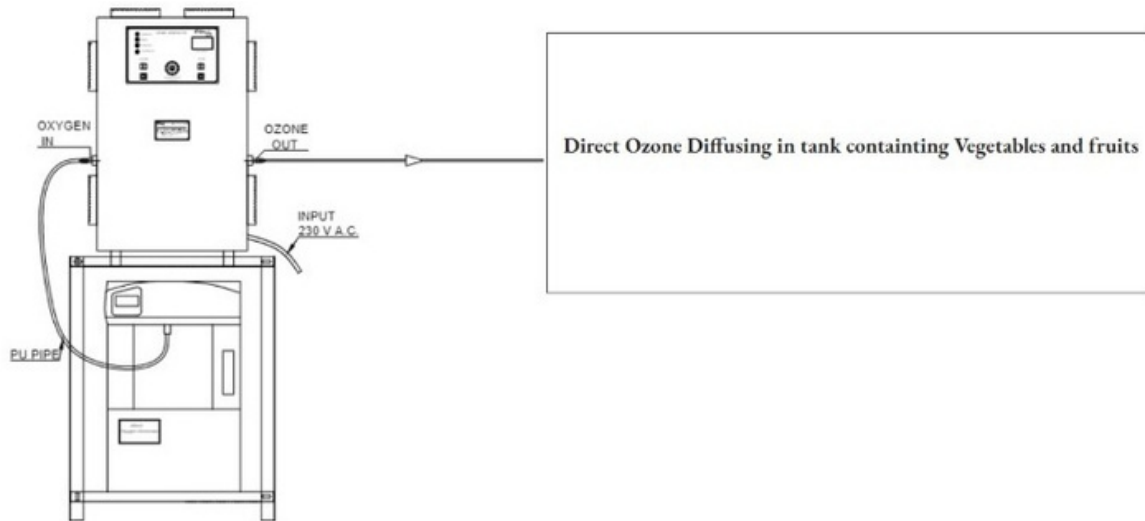 OXYGEN
IN
OZONE
OUT
Direct Ozone Diffusing in tank containting Vegetables and fruits
INPUT
230 V A.C.
PU PIPE